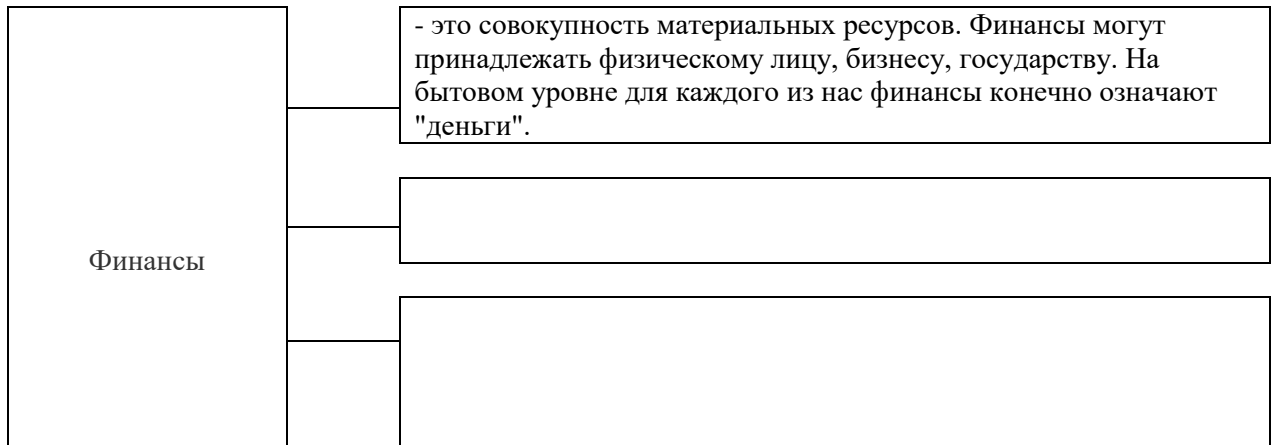 - это совокупность материальных ресурсов. Финансы могут
принадлежать физическому лицу, бизнесу, государству. На
бытовом уровне для каждого из нас финансы конечно означают
"деньги".
Финансы